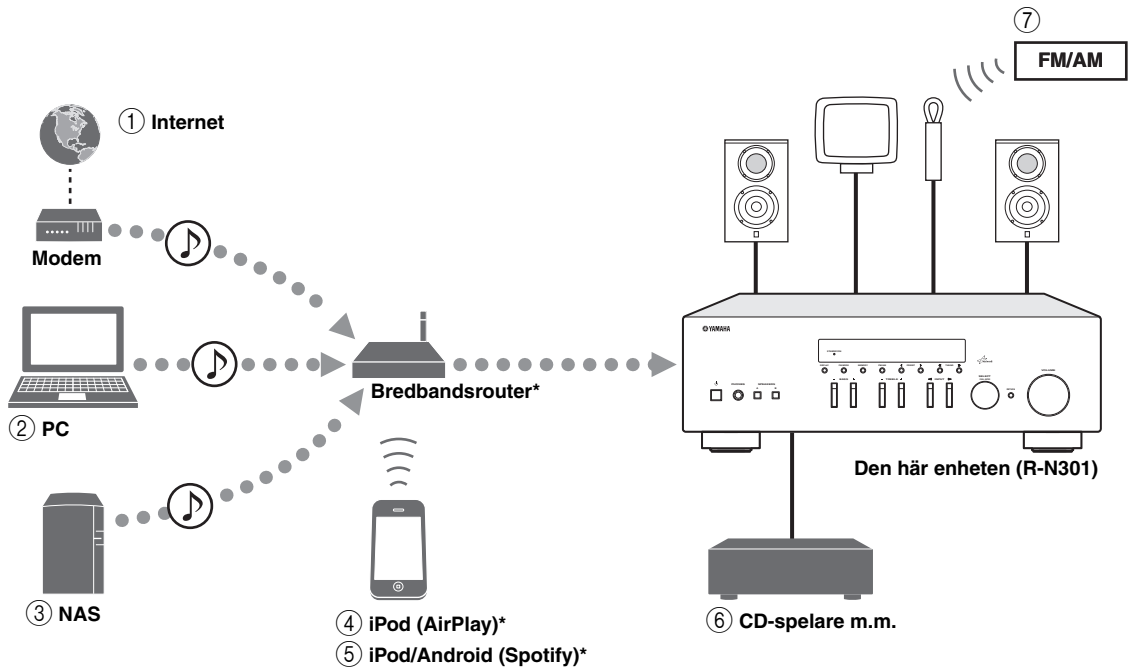 ⑦
FM/AM
① Internet
Modem
② PC
Bredbandsrouter*
YAMAHA
Den här enheten (R-N301)
③ NAS
④ iPod (AirPlay)*
⑤ iPod/Android (Spotify)*
⑥ CD-spelare m.m.